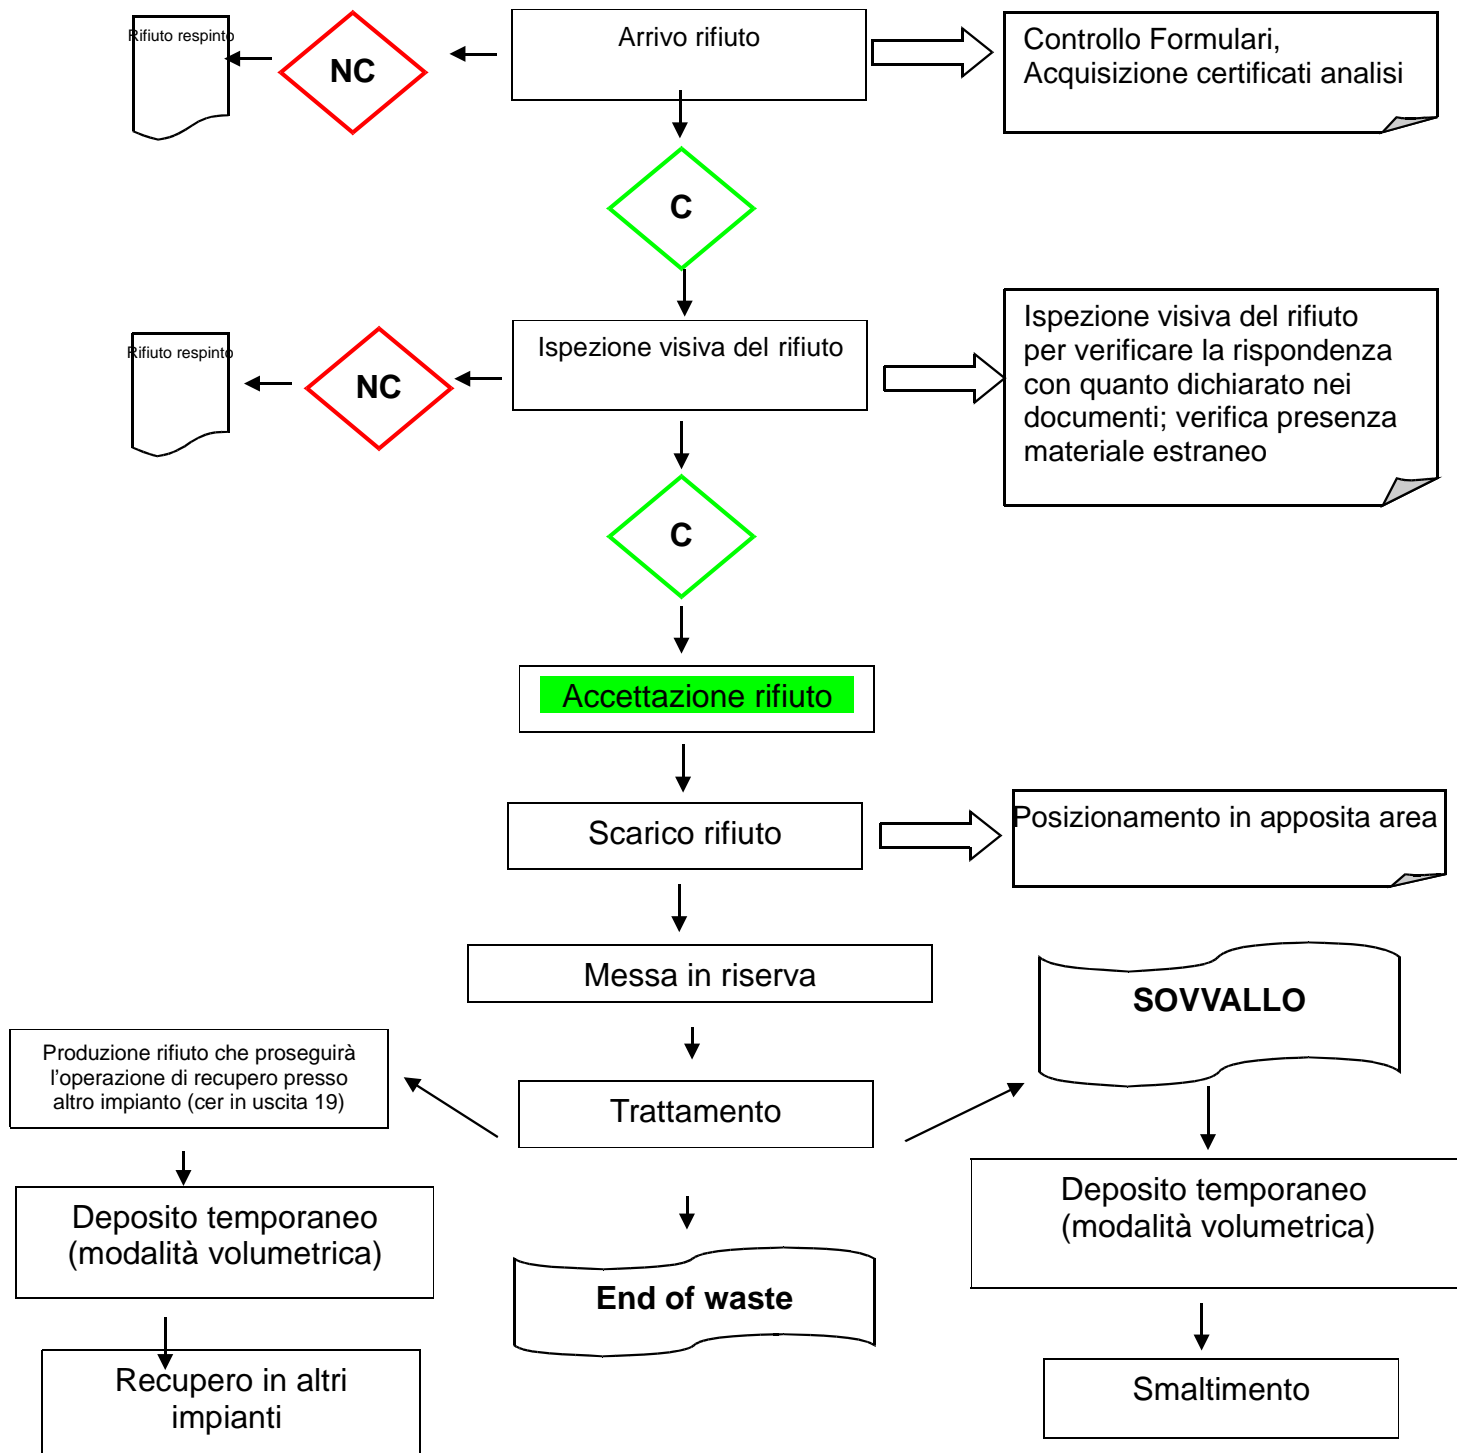 Rifiuto respinto
NC
Arrivo rifiuto
Controllo Formulari,
Acquisizione certificati analisi
C
Rifiuto respinto
NC
Ispezione visiva del rifiuto
Ispezione visiva del rifiuto
per verificare la rispondenza
con quanto dichiarato nei
documenti; verifica presenza
materiale estraneo
C
Accettazione rifiuto
Scarico rifiuto
Posizionamento in apposita area
Messa in riserva
SOVVALLO
Produzione rifiuto che proseguirà
l'operazione di recupero presso
altro impianto (cer in uscita 19)
Trattamento
Deposito temporaneo
(modalità volumetrica)
End of waste
Deposito temporaneo
(modalità volumetrica)
Recupero in altri
impianti
Smaltimento